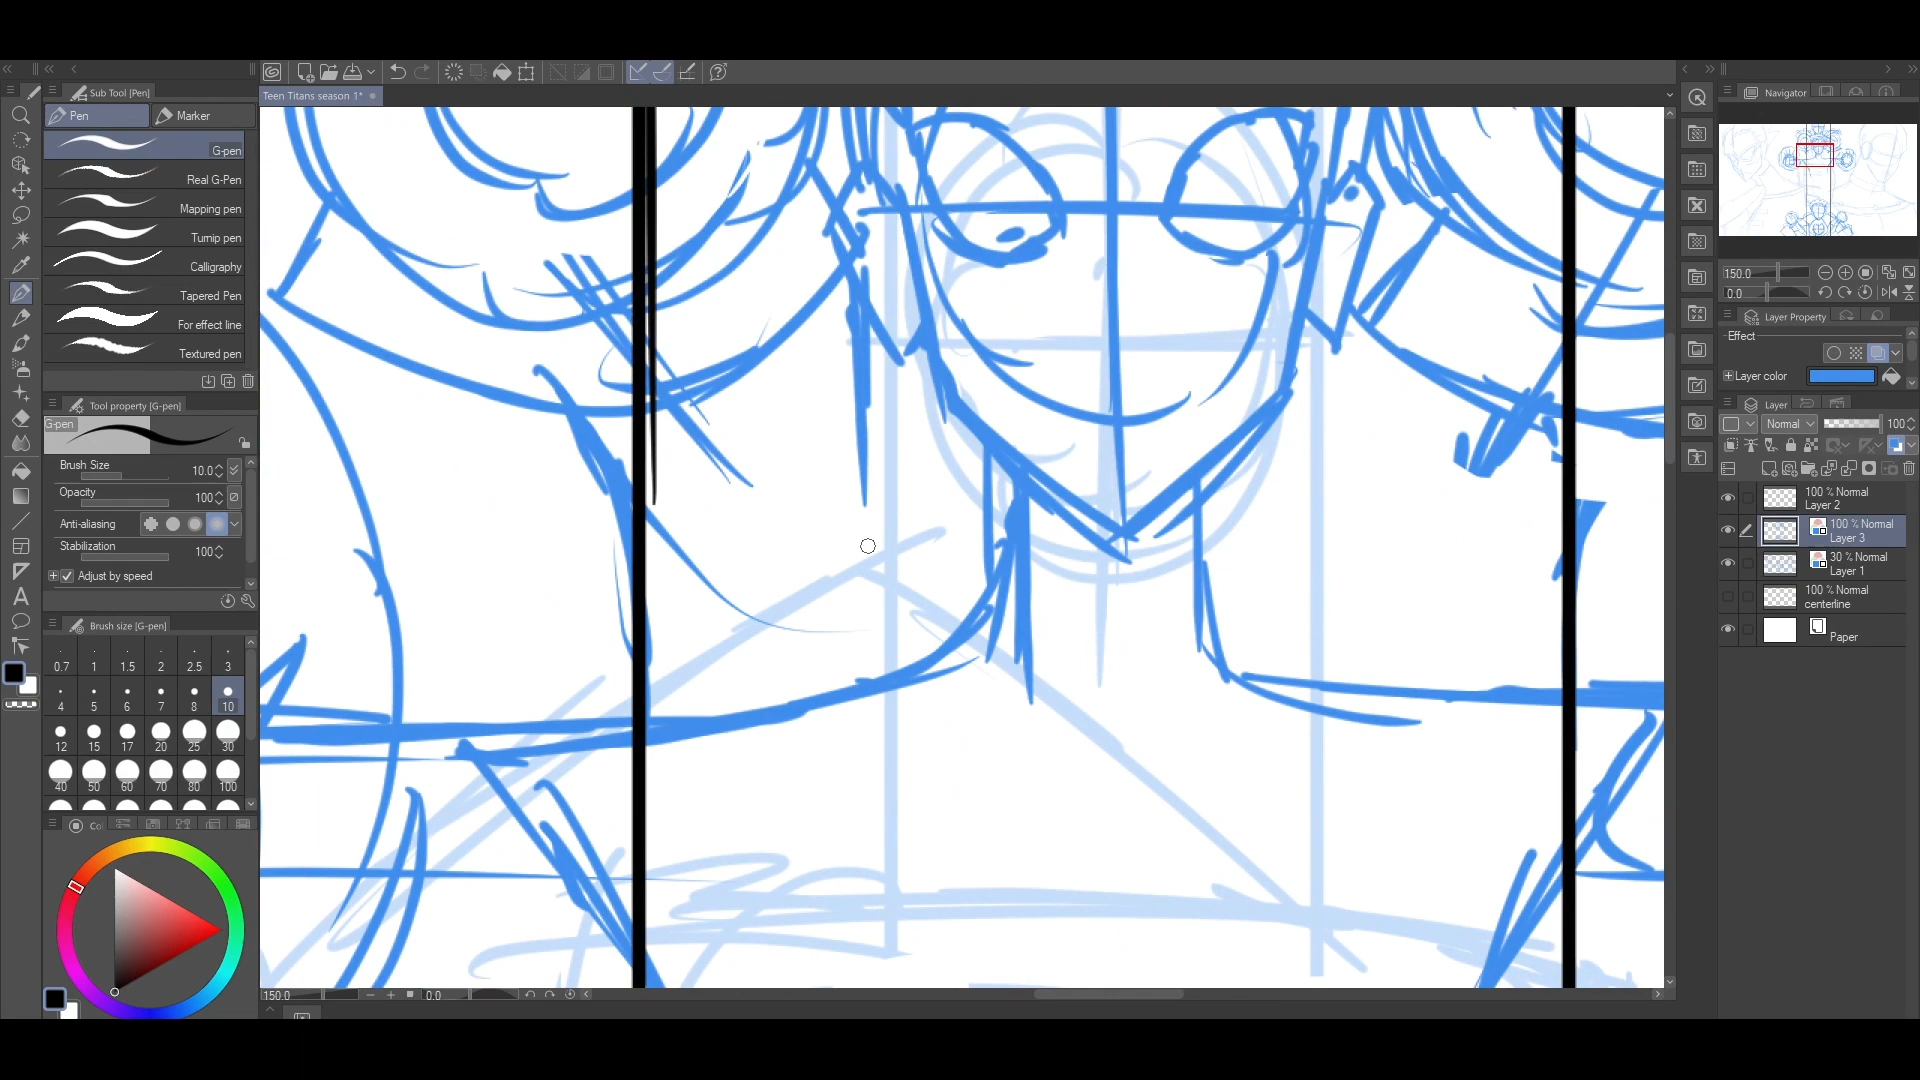 Sub Tool [Pen]
Pen
Marker
G-pen
Real G-Pen
Mapping pen
Turnip pen
Calligraphy
Tapered Pen
For effect line
Textured pen
Tool property [G-pen]
G-pen
Brush Size
10.0
Opacity
100
Anti-aliasing
Stabilization
100
Adjust by speed
Brush size [G-pen]
0.7 1 1.5 2 2.5 3
4 5 6 7 8 10
12 15 17 20 25 30
40 50 60 70 80 100
Co
Teen Titans season 1*
150.0
0.0
Navigator
150.0
0.0
Layer Property
Effect
Layer color
Layer
Normal
100
100 % Normal
Layer 2
100 % Normal
Layer 3
30 % Normal
Layer 1
100 % Normal
centerline
Paper